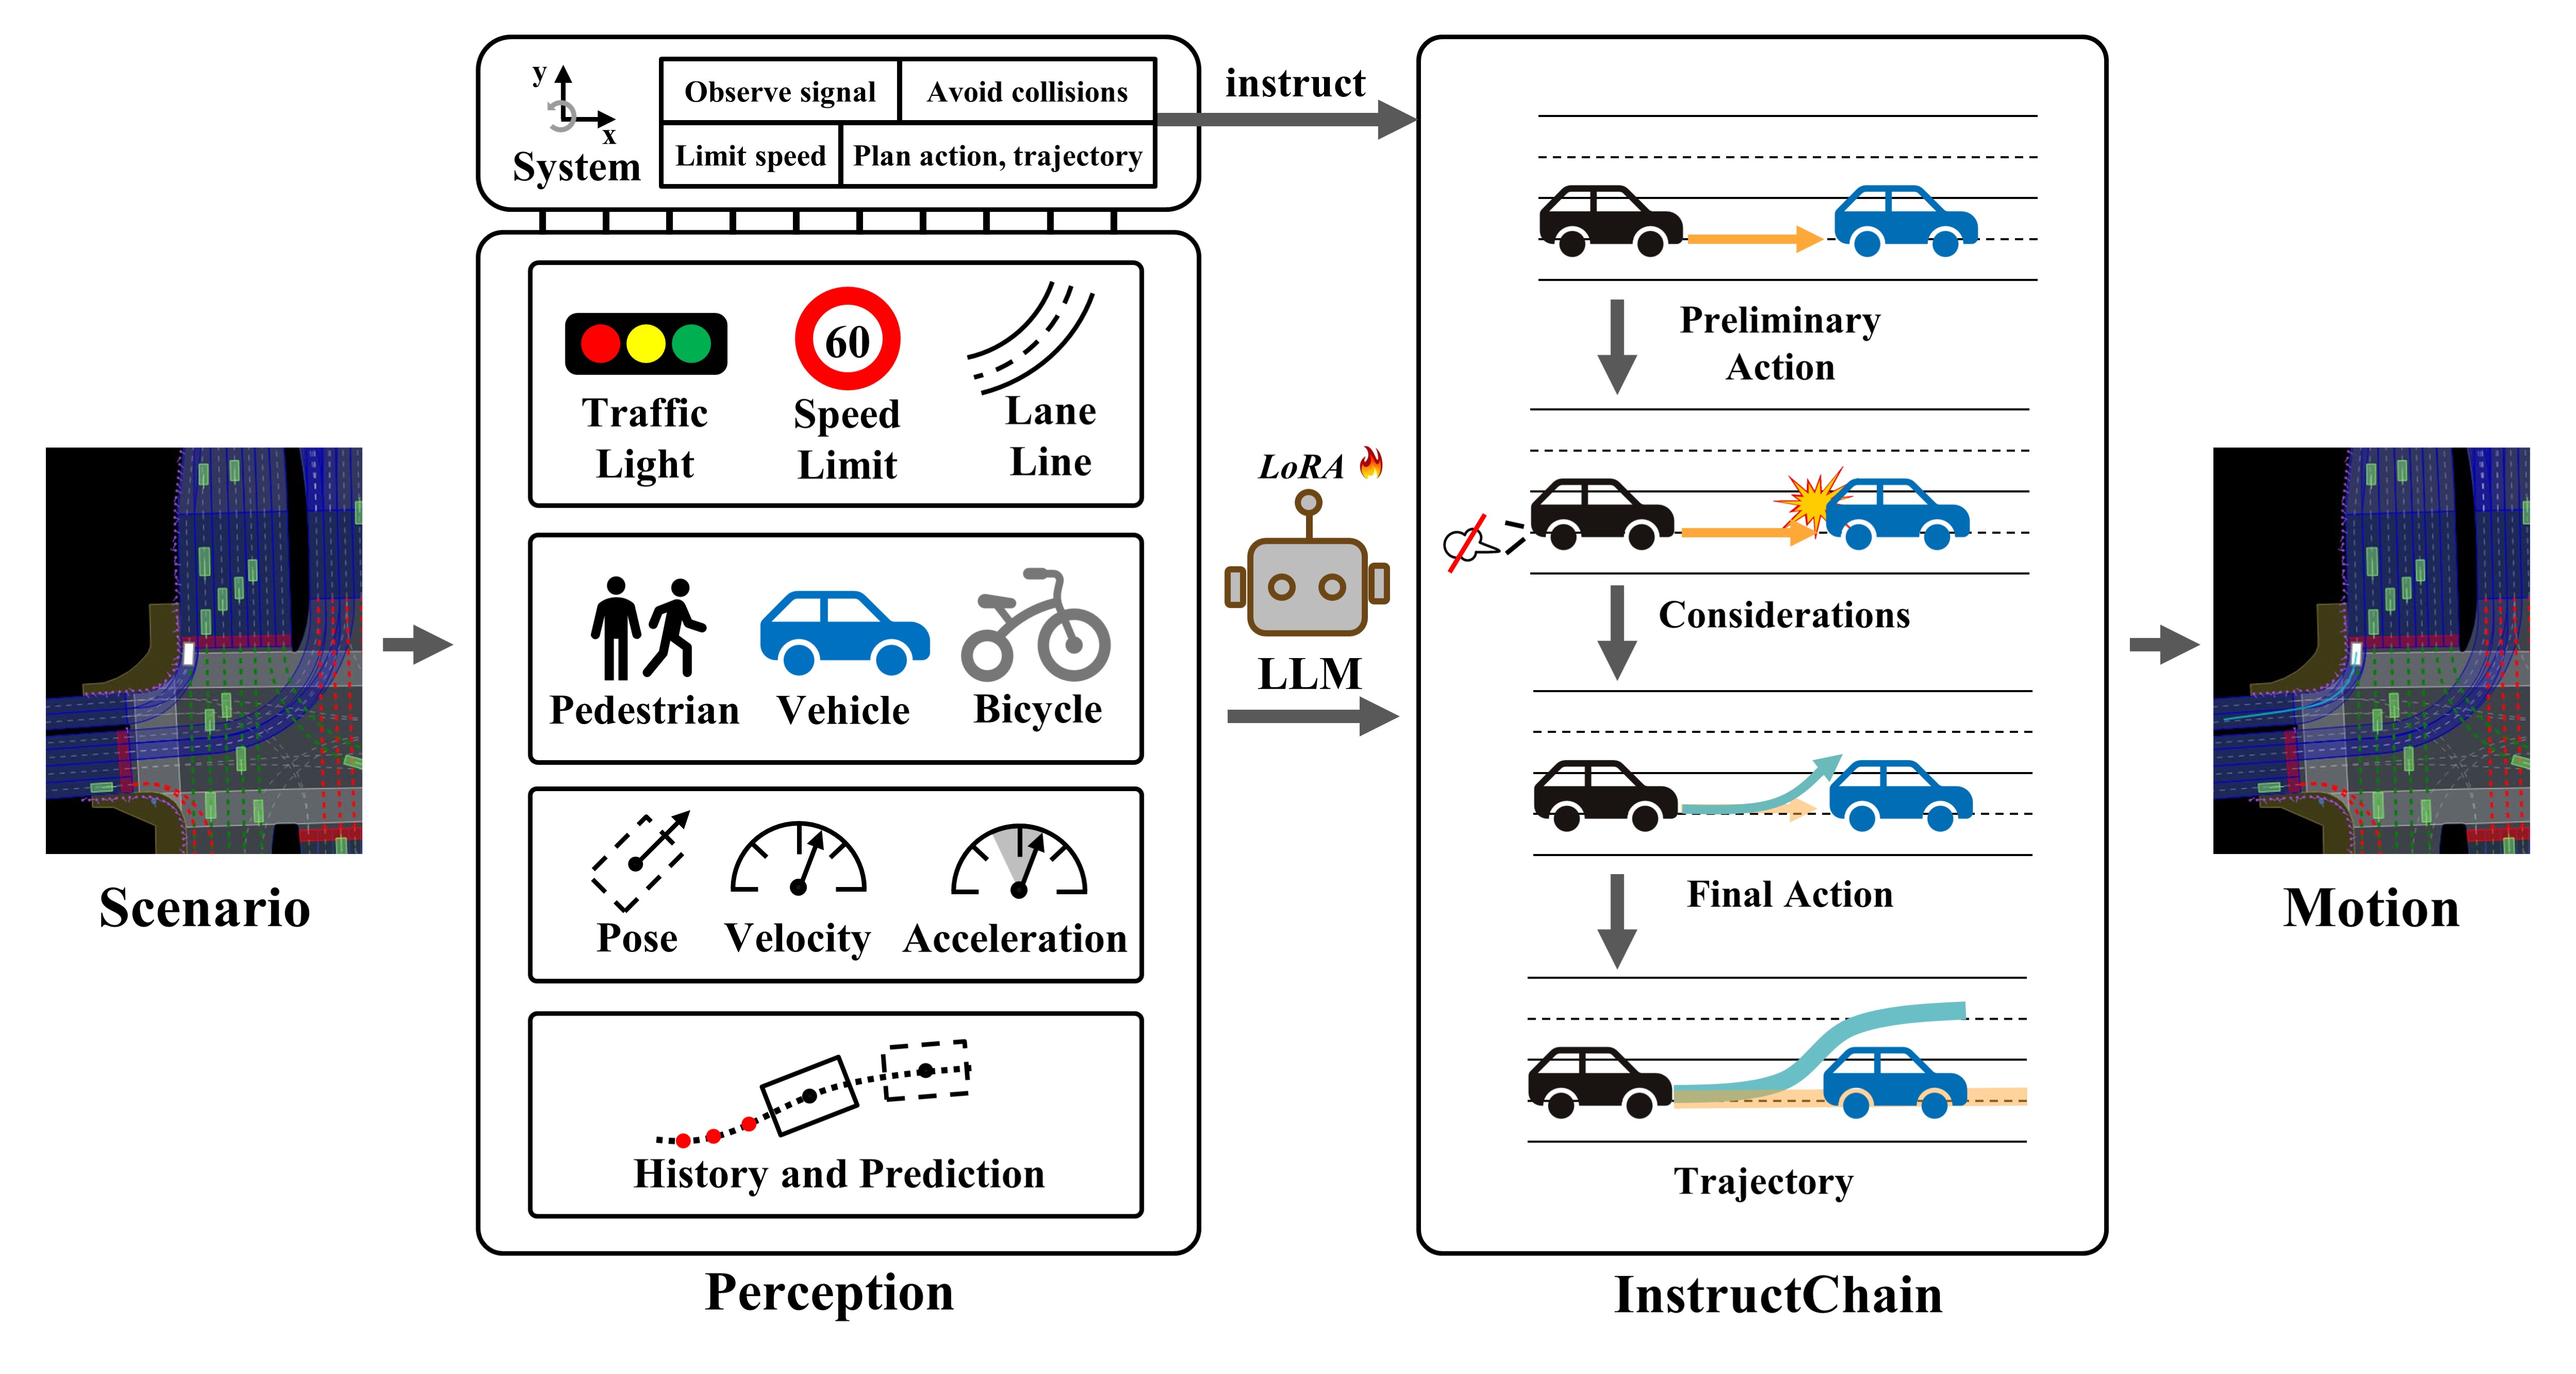 y
x
System
Observe signal
Avoid collisions
Limit speed
Plan action, trajectory
instruct
60
Traffic
Light
Speed
Limit
Lane
Line
Pedestrian
Vehicle
Bicycle
Pose
Velocity
Acceleration
History and Prediction
Perception
Scenario
LoRA
LLM
Preliminary
Action
Considerations
Final Action
Trajectory
InstructChain
Motion